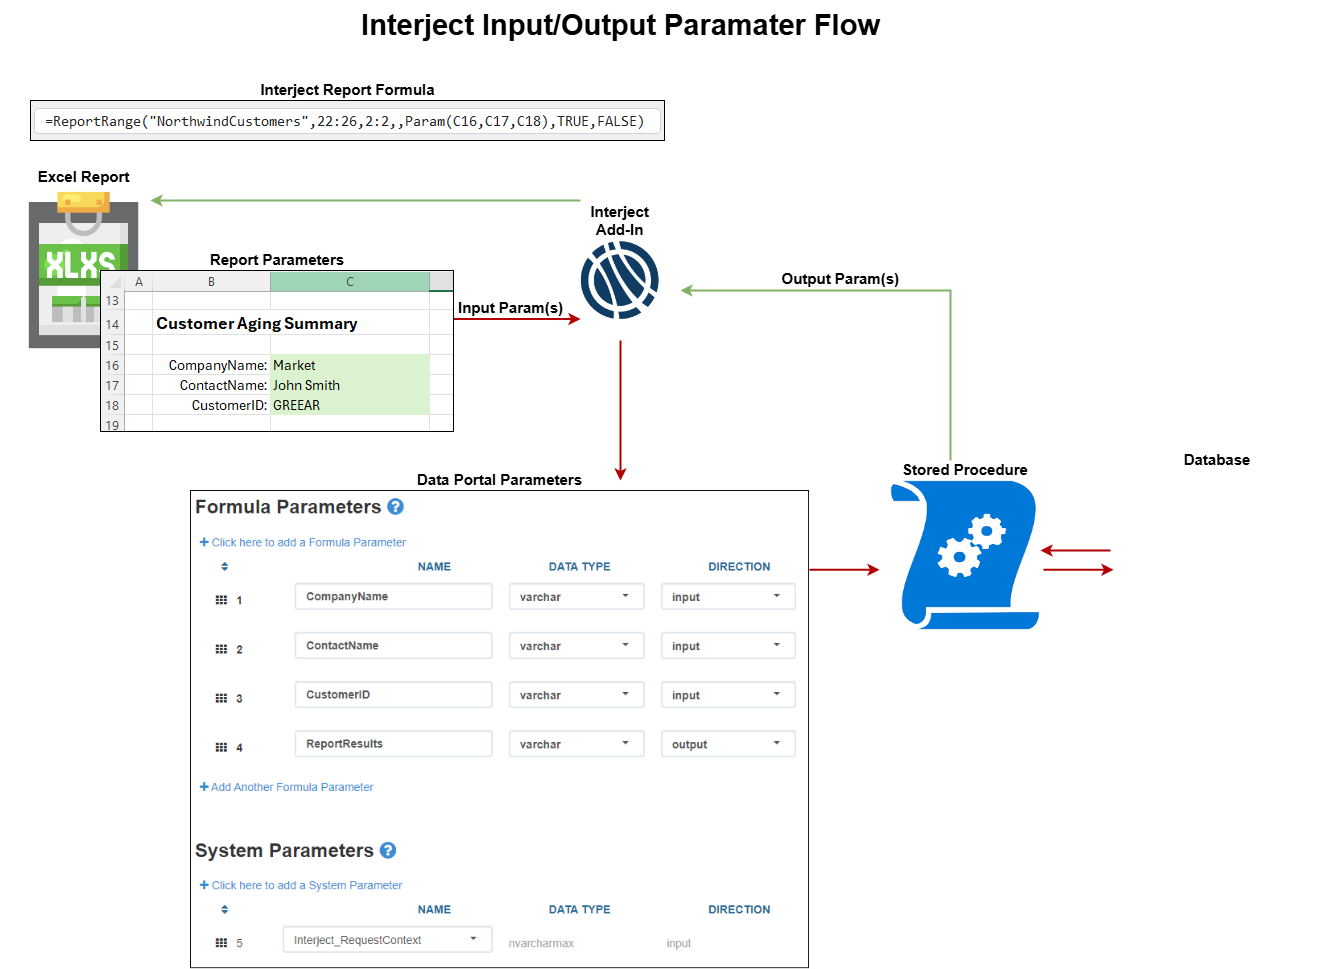 Interject Input/Output Paramater Flow
Interject Report Formula
=ReportRange("NorthwindCustomers",22:26,2:2,,Param(C16,C17,C18),TRUE,FALSE)
Excel Report
XLXS
Interject
Add-In
Report Parameters
A B C
13
14 Customer Aging Summary
15
16 CompanyName: Market
17 ContactName: John Smith
18 CustomerID: GREEAR
19
Input Param(s)
Output Param(s)
Data Portal Parameters
Stored Procedure
Database
Formula Parameters ?
+ Click here to add a Formula Parameter
NAME DATA TYPE DIRECTION
1 CompanyName varchar input
2 ContactName varchar input
3 CustomerID varchar input
4 ReportResults varchar output
+ Add Another Formula Parameter
System Parameters ?
+ Click here to add a System Parameter
NAME DATA TYPE DIRECTION
5 Interject_RequestContext nvarcharmax input